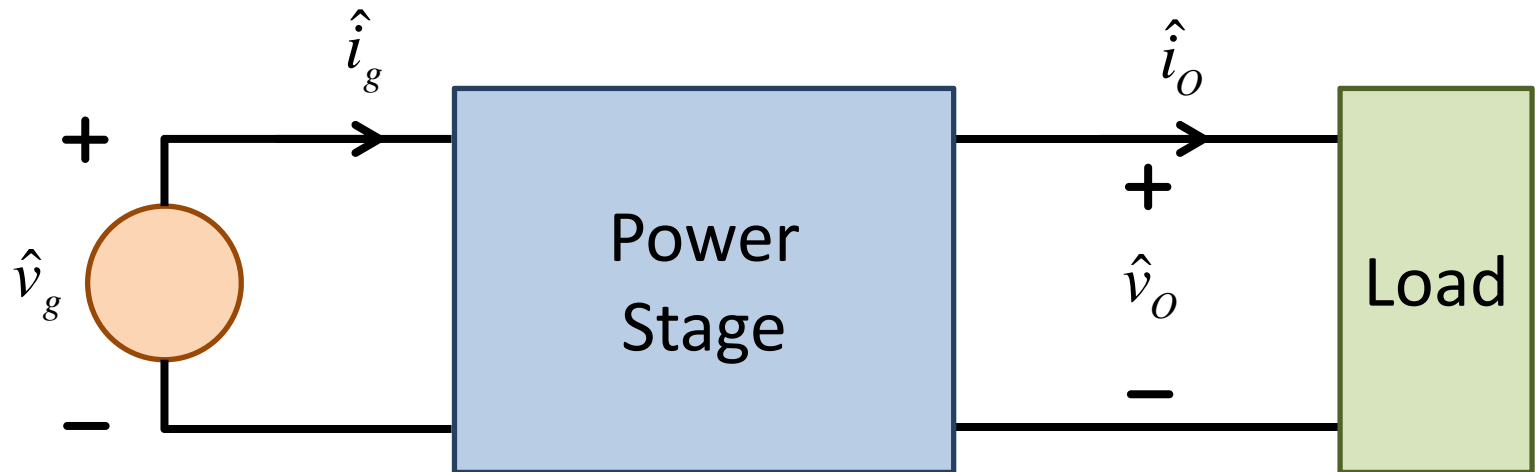 î_g
î_O
+
+
v̂_g
Power
Stage
v̂_O
Load
−
−